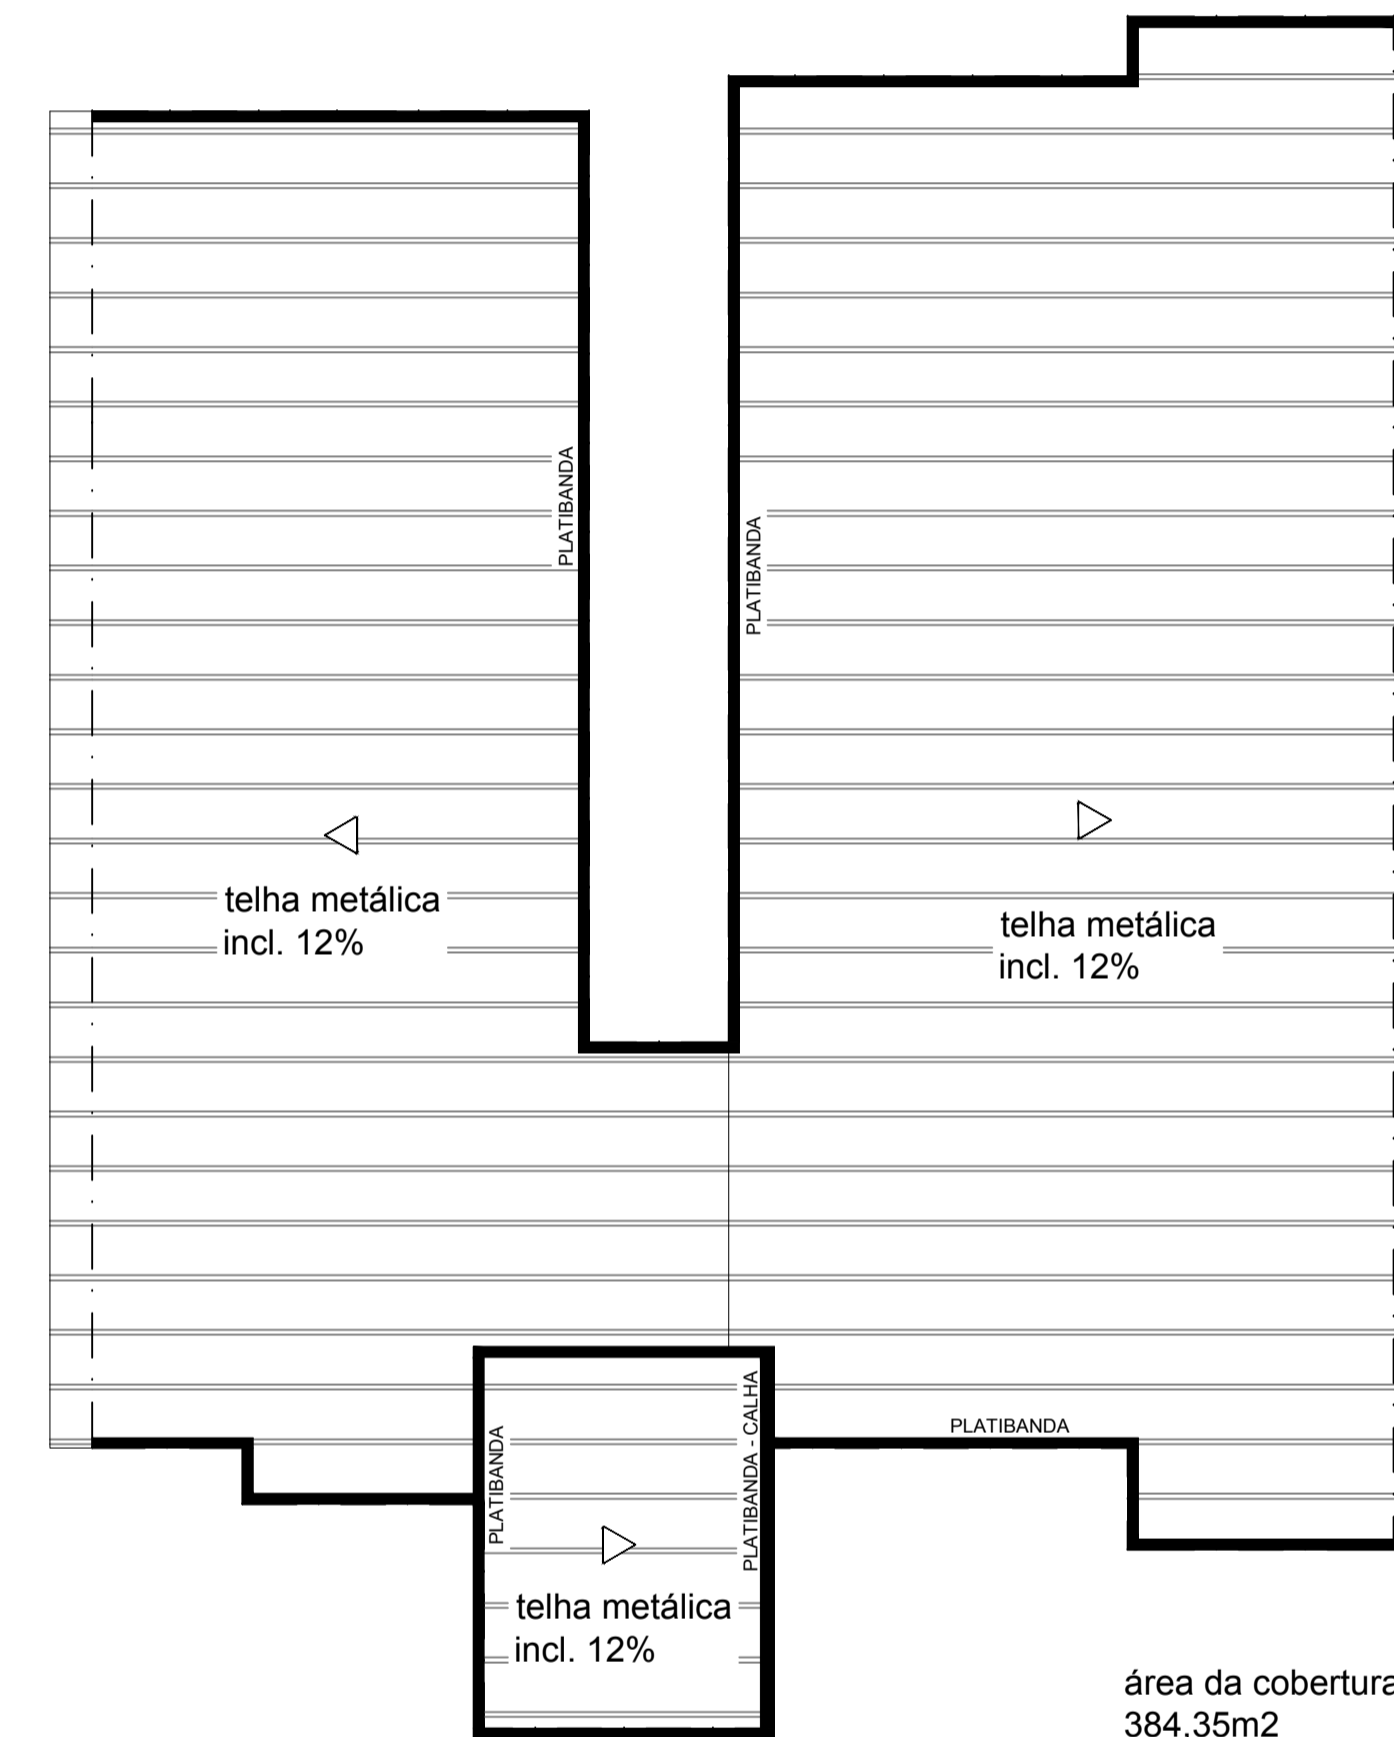 PLATIBANDA
PLATIBANDA
telha metálica
incl. 12%
telha metálica
incl. 12%
PLATIBANDA
PLATIBANDA - CALHA
PLATIBANDA
telha metálica
incl. 12%
área da cobertura
384,35m2